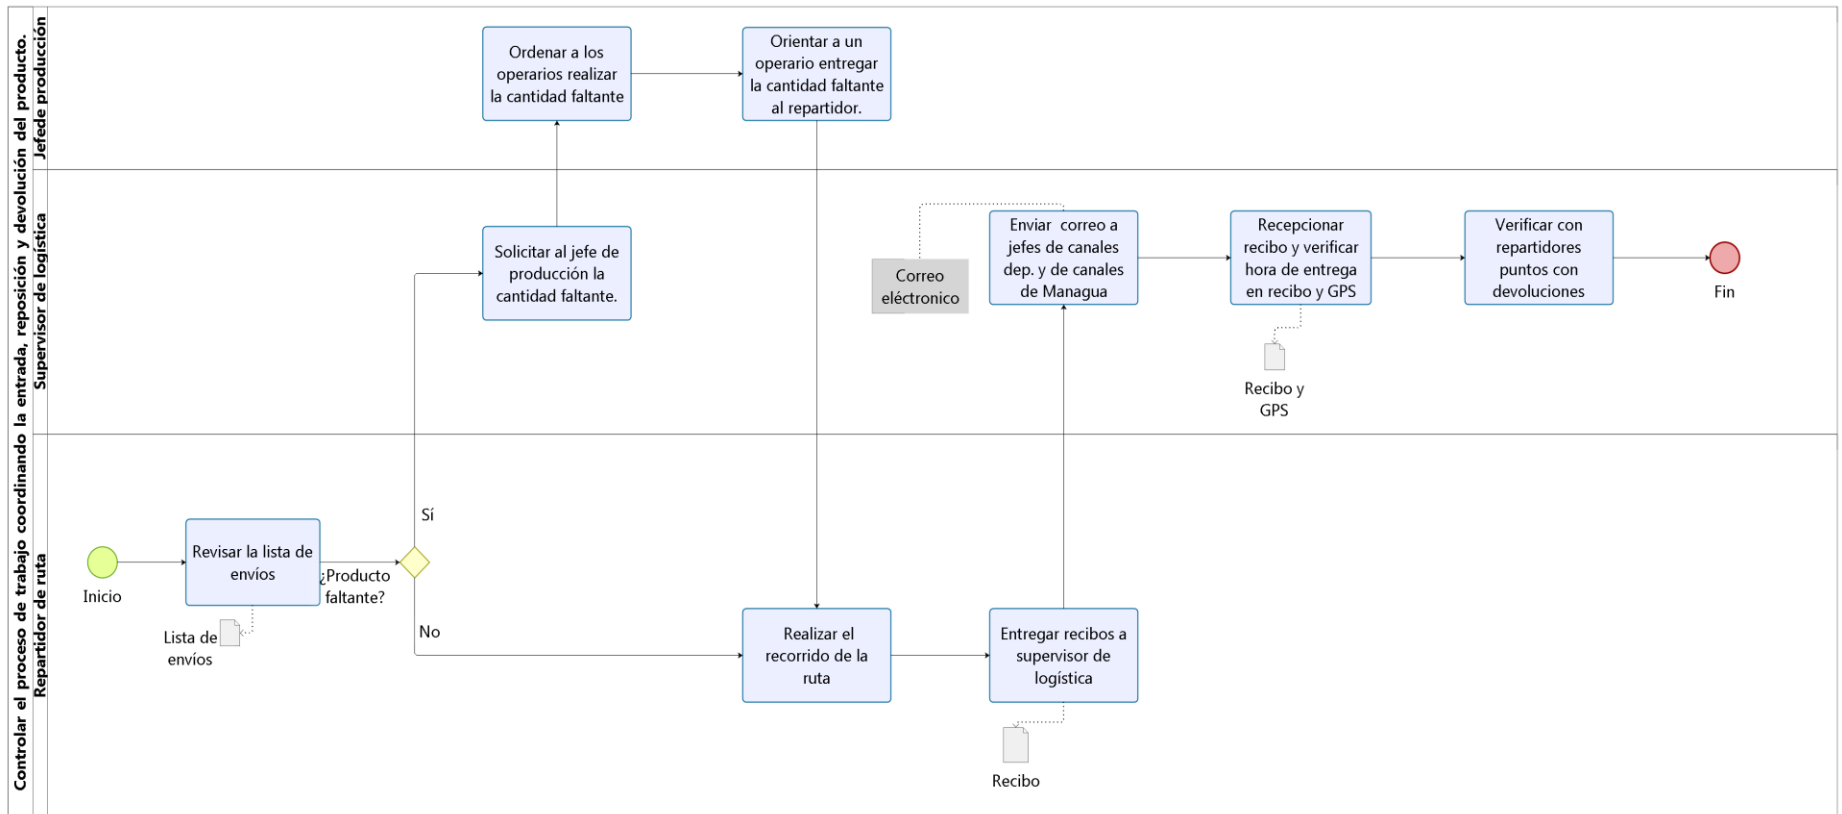 Controlar el proceso de trabajo coordinando la entrada, reposición y devolución del producto.
Jefede producción
Ordenar a los
operarios realizar
la cantidad faltante
Orientar a un
operario entregar
la cantidad faltante
al repartidor.
Supervisor de logística
Solicitar al jefe de
producción la
cantidad faltante.
Correo
eléctronico
Enviar  correo a
jefes de canales
dep. y de canales
de Managua
Recepcionar
recibo y verificar
hora de entrega
en recibo y GPS
Recibo y
GPS
Verificar con
repartidores
puntos con
devoluciones
Fin
Repartidor de ruta
Inicio
Revisar la lista de
envíos
Lista de
envíos
¿Producto
faltante?
Sí
No
Realizar el
recorrido de la
ruta
Entregar recibos a
supervisor de
logística
Recibo